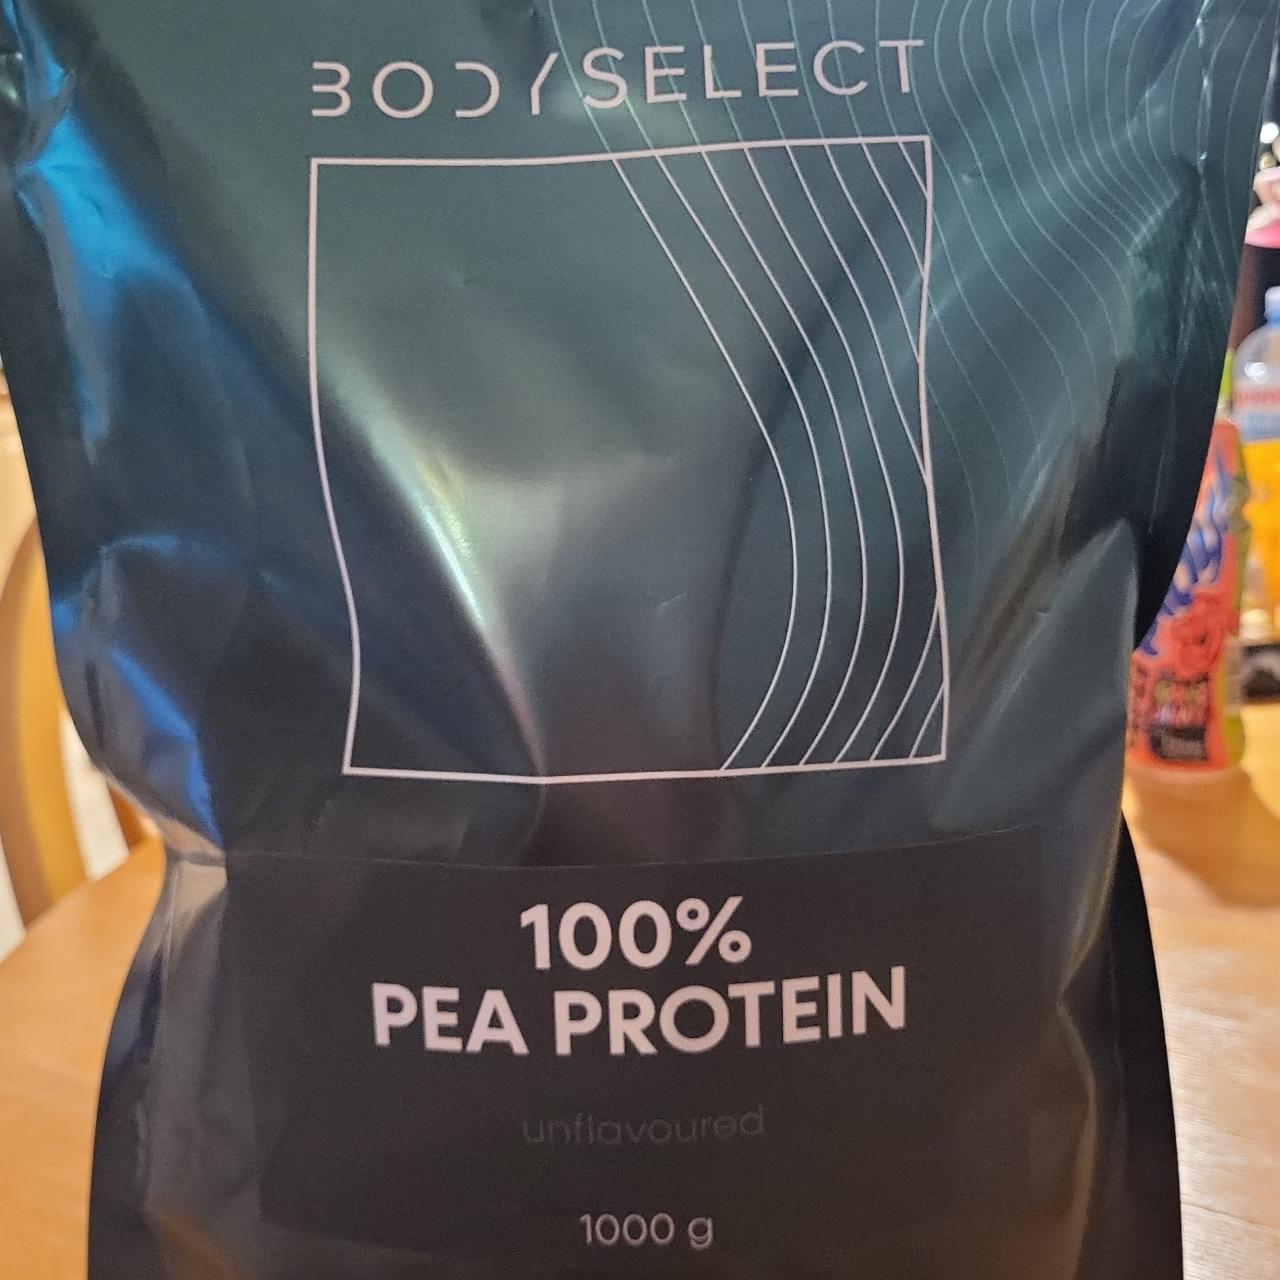 BODYSELECT
100%
PEA PROTEIN
unflavoured
1000 g